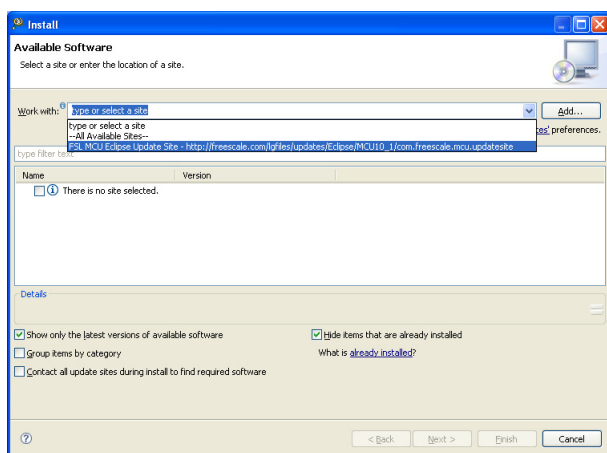 Install
Available Software
Select a site or enter the location of a site.
Work with: type or select a site Add...
type or select a site
--All Available Sites--
FSL MCU Eclipse Update Site - http://freescale.com/lgfiles/updates/Eclipse/MCU10_1/com.freescale.mcu.updatesite
preferences.
type filter text
Name Version
There is no site selected.
Details
Show only the latest versions of available software Hide items that are already installed
Group items by category What is already installed?
Contact all update sites during install to find required software
? < Back Next > Finish Cancel